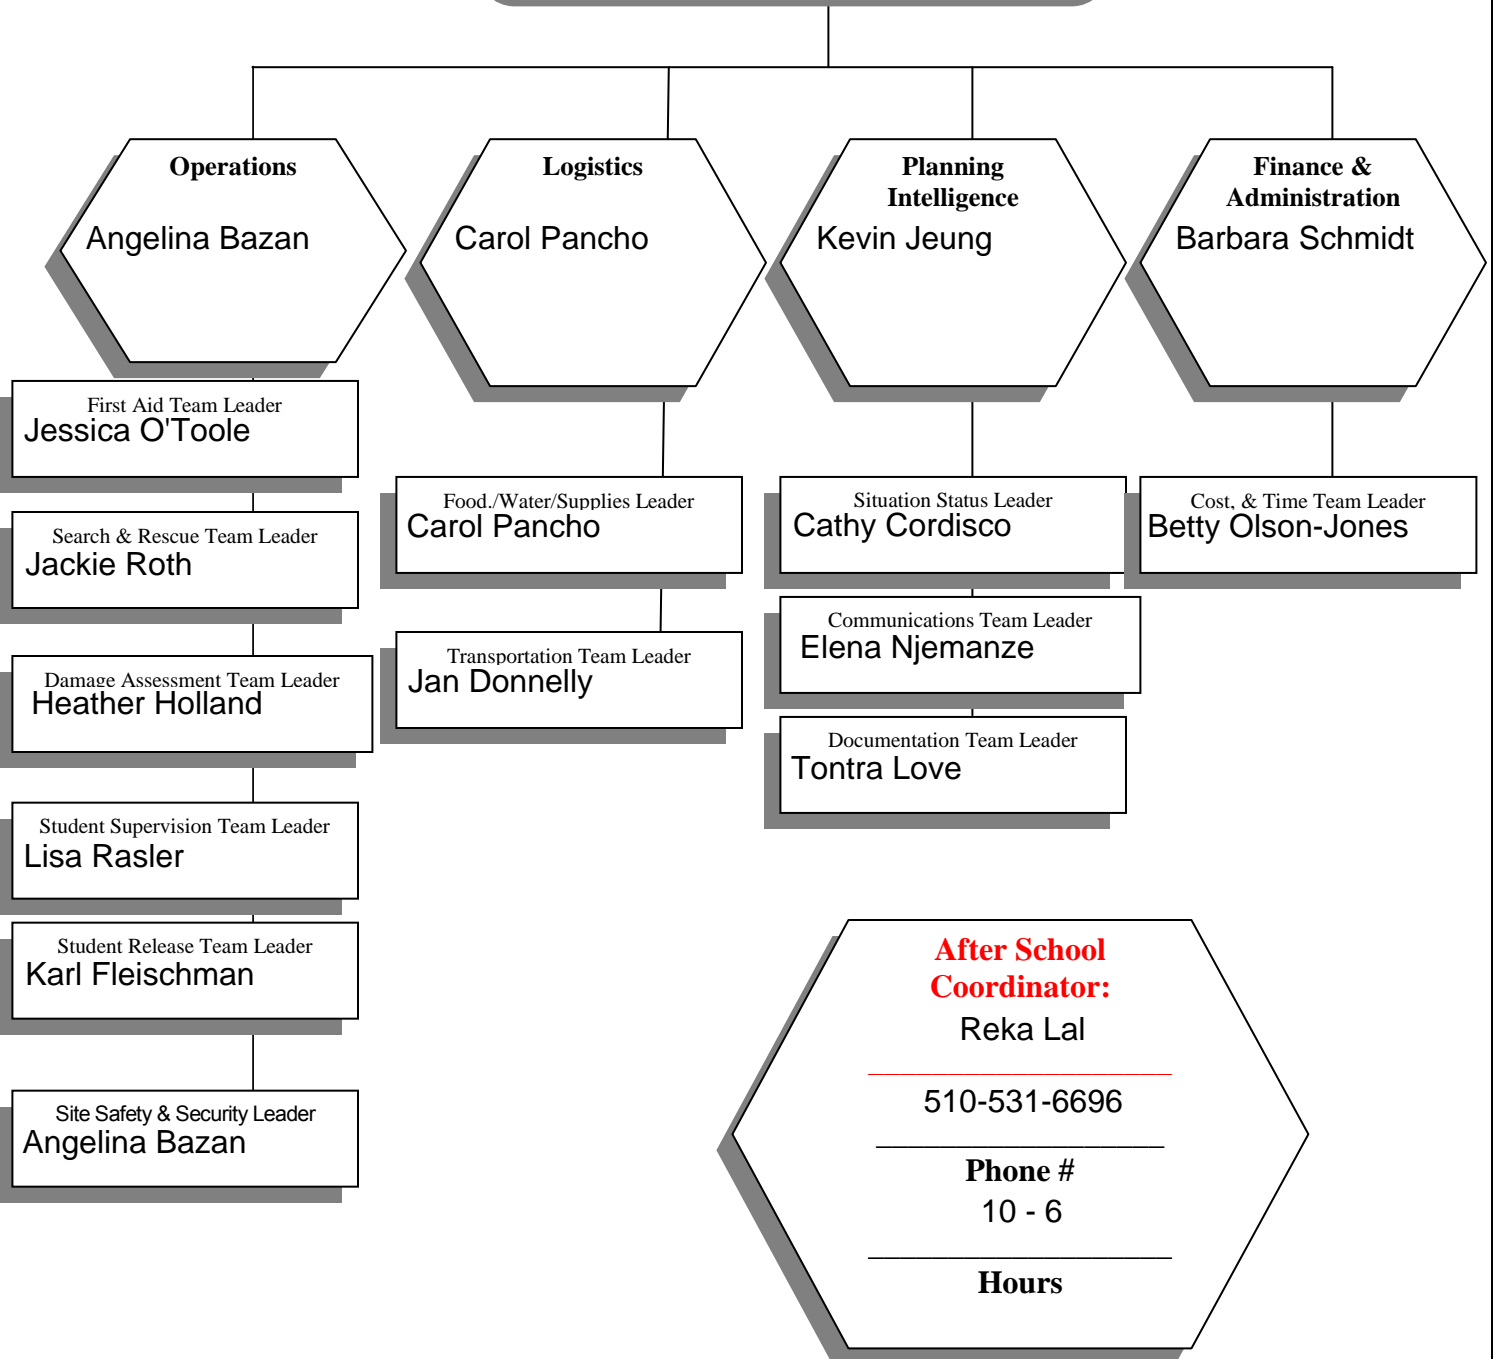 Operations
Angelina Bazan
Logistics
Carol Pancho
Planning
Intelligence
Kevin Jeung
Finance &
Administration
Barbara Schmidt
First Aid Team Leader
Jessica O'Toole
Search & Rescue Team Leader
Jackie Roth
Damage Assessment Team Leader
Heather Holland
Student Supervision Team Leader
Lisa Rasler
Student Release Team Leader
Karl Fleischman
Site Safety & Security Leader
Angelina Bazan
Food./Water/Supplies Leader
Carol Pancho
Transportation Team Leader
Jan Donnelly
Situation Status Leader
Cathy Cordisco
Communications Team Leader
Elena Njemanze
Documentation Team Leader
Tontra Love
Cost, & Time Team Leader
Betty Olson-Jones
After School
Coordinator:
Reka Lal
510-531-6696
Phone #
10 - 6
Hours